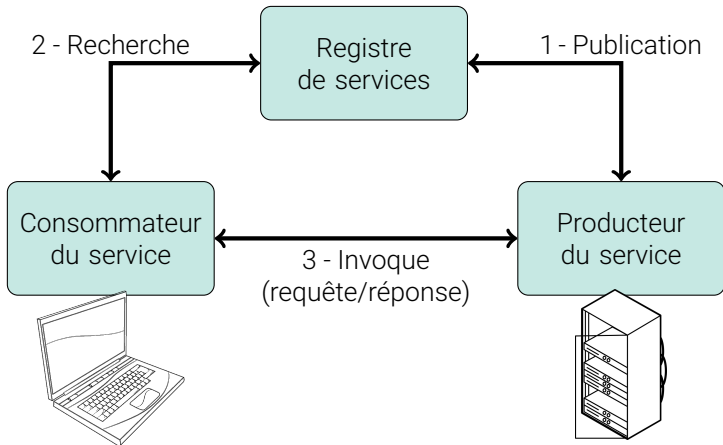 2 - Recherche
Registre
de services
1 - Publication
Consommateur
du service
3 - Invoque
(requête/réponse)
Producteur
du service